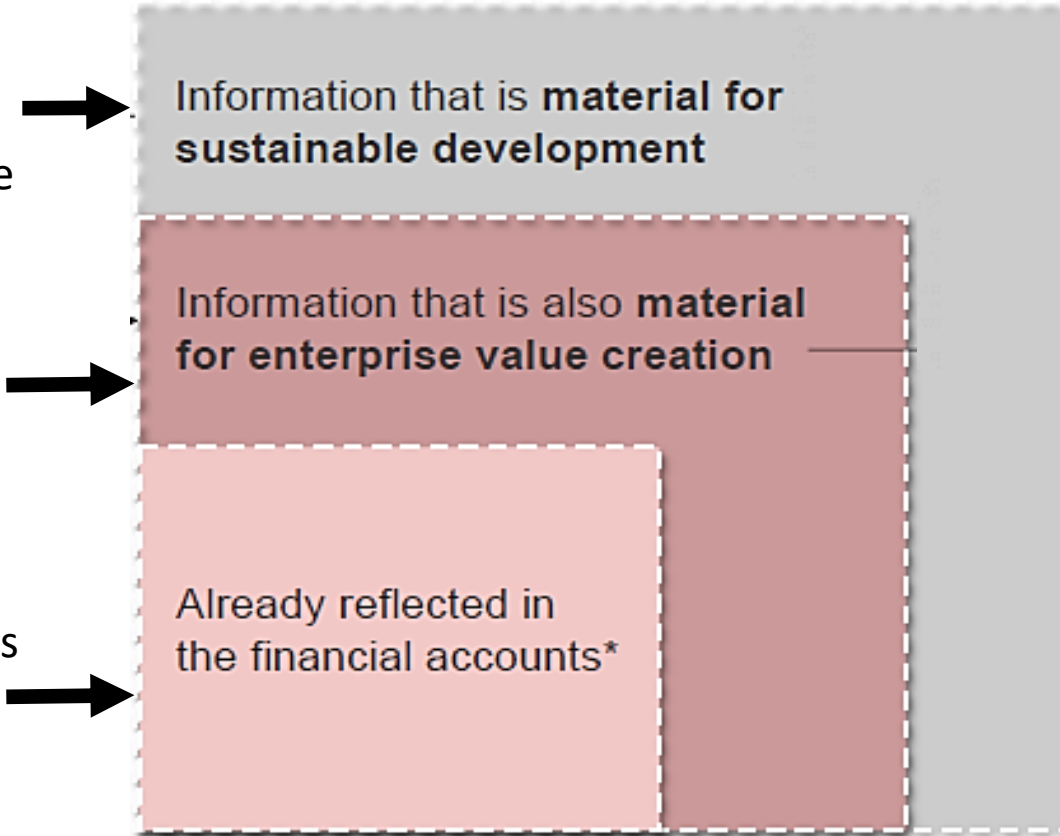 Information that is material for
sustainable development
e
Information that is also material
for enterprise value creation
Already reflected in
s
the financial accounts*